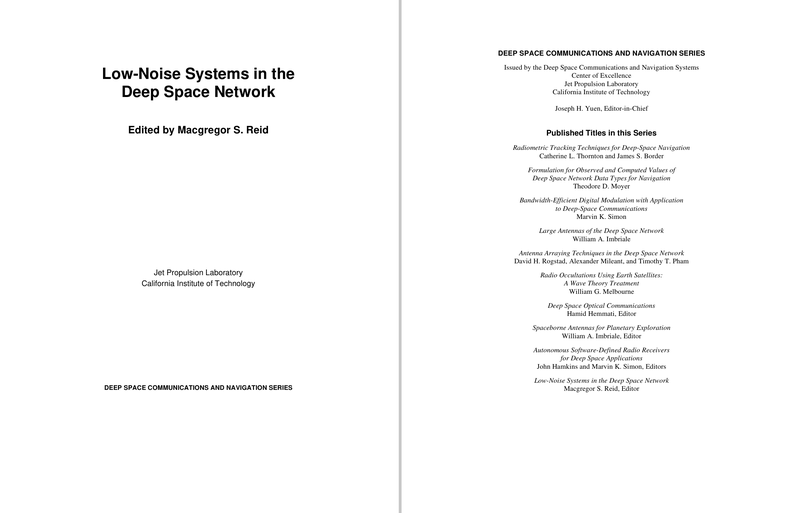 Low-Noise Systems in the
Deep Space Network
Edited by Macgregor S. Reid
Jet Propulsion Laboratory
California Institute of Technology
DEEP SPACE COMMUNICATIONS AND NAVIGATION SERIES
DEEP SPACE COMMUNICATIONS AND NAVIGATION SERIES
Issued by the Deep Space Communications and Navigation Systems
Center of Excellence
Jet Propulsion Laboratory
California Institute of Technology
Joseph H. Yuen, Editor-in-Chief
Published Titles in this Series
Radiometric Tracking Techniques for Deep-Space Navigation
Catherine L. Thornton and James S. Border
Formulation for Observed and Computed Values of
Deep Space Network Data Types for Navigation
Theodore D. Moyer
Bandwidth-Efficient Digital Modulation with Application
to Deep-Space Communications
Marvin K. Simon
Large Antennas of the Deep Space Network
William A. Imbriale
Antenna Arraying Techniques in the Deep Space Network
David H. Rogstad, Alexander Mileant, and Timothy T. Pham
Radio Occultations Using Earth Satellites:
A Wave Theory Treatment
William G. Melbourne
Deep Space Optical Communications
Hamid Hemmati, Editor
Spaceborne Antennas for Planetary Exploration
William A. Imbriale, Editor
Autonomous Software-Defined Radio Receivers
for Deep Space Applications
John Hamkins and Marvin K. Simon, Editors
Low-Noise Systems in the Deep Space Network
Macgregor S. Reid, Editor